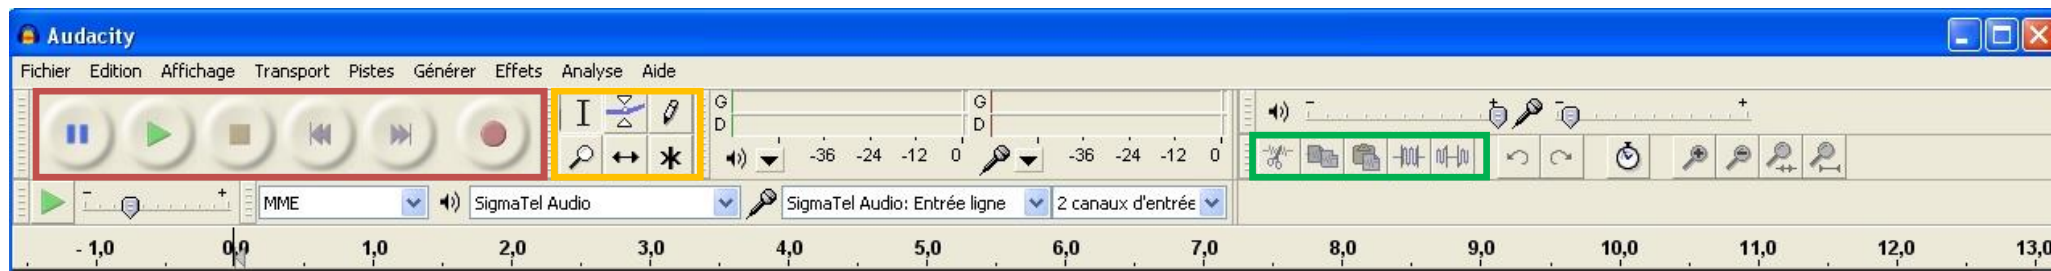 Audacity
Fichier Edition Affichage Transport Pistes Générer Effets Analyse Aide
G
D
-36 -24 -12 0
G
D
-36 -24 -12 0
- +
- +
- +
MME
SigmaTel Audio
SigmaTel Audio: Entrée ligne
2 canaux d'entrée
- 1,0 0,0 1,0 2,0 3,0 4,0 5,0 6,0 7,0 8,0 9,0 10,0 11,0 12,0 13,0